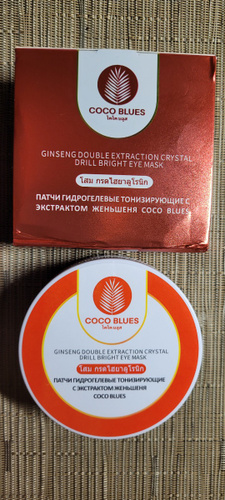 COCO BLUES
โคโค่ บลูส์
GINSENG DOUBLE EXTRACTION CRYSTAL
DRILL BRIGHT EYE MASK
โสม กรดไฮยาลูโรนิก
ПАТЧИ ГИДРОГЕЛЕВЫЕ ТОНИЗИРУЮЩИЕ С
ЭКСТРАКТОМ ЖЕНЬШЕНЯ COCO BLUES
COCO BLUES
โคโค่ บลูส์
GINSENG DOUBLE EXTRACTION CRYSTAL
DRILL BRIGHT EYE MASK
โสม กรดไฮยาลูโรนิก
ПАТЧИ ГИДРОГЕЛЕВЫЕ ТОНИЗИРУЮЩИЕ
С ЭКСТРАКТОМ ЖЕНЬШЕНЯ
COCO BLUES